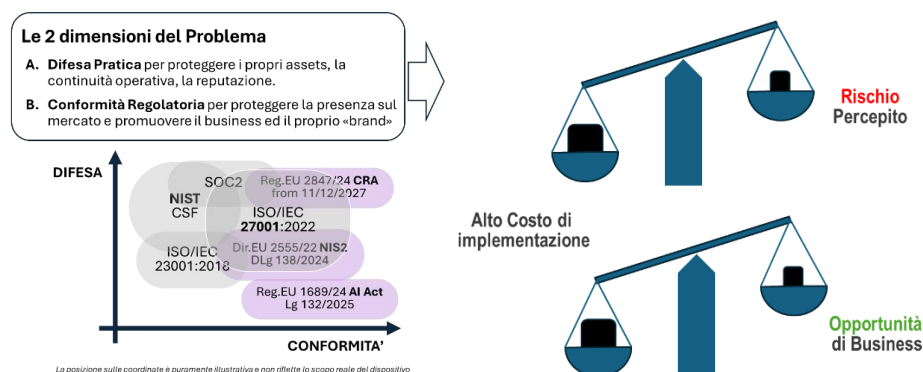 Le 2 dimensioni del Problema
A. Difesa Pratica per proteggere i propri assets, la
continuità operativa, la reputazione.
B. Conformità Regolatoria per proteggere la presenza sul
mercato e promuovere il business ed il proprio «brand»
DIFESA
SOC2
Reg.EU 2847/24 CRA
from 11/12/2027
NIST
CSF
ISO/IEC
27001:2022
ISO/IEC
23001:2018
Dir.EU 2555/22 NIS2
DLg 138/2024
Reg.EU 1689/24 AI Act
Lg 132/2025
CONFORMITA'
La posizione sulle coordinate è puramente illustrativa e non riflette lo scopo reale del dispositivo
Rischio
Percepito
Alto Costo di
implementazione
Opportunità
di Business